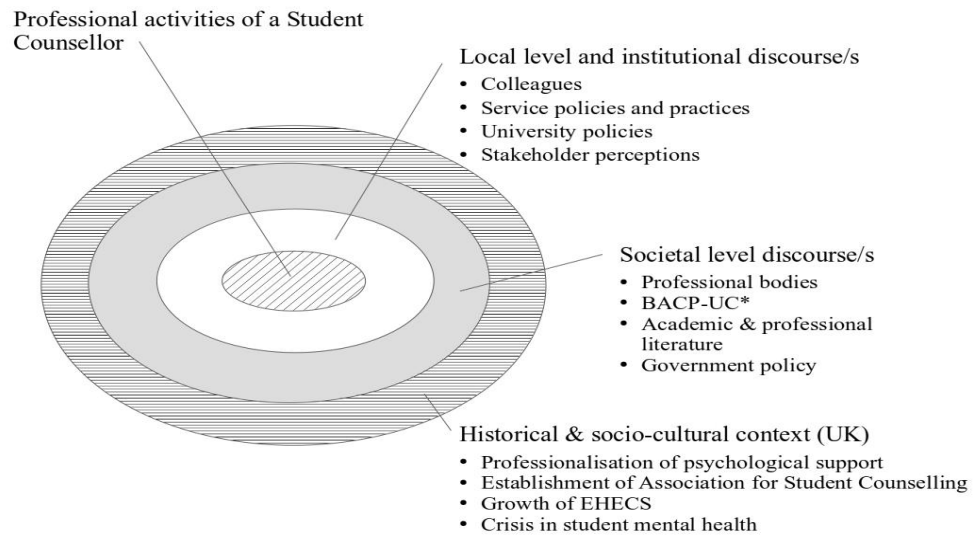 Professional activities of a Student
Counsellor
Local level and institutional discourse/s
• Colleagues
• Service policies and practices
• University policies
• Stakeholder perceptions
Societal level discourse/s
• Professional bodies
• BACP-UC*
• Academic & professional
literature
• Government policy
Historical & socio-cultural context (UK)
• Professionalisation of psychological support
• Establishment of Association for Student Counselling
• Growth of EHECS
• Crisis in student mental health